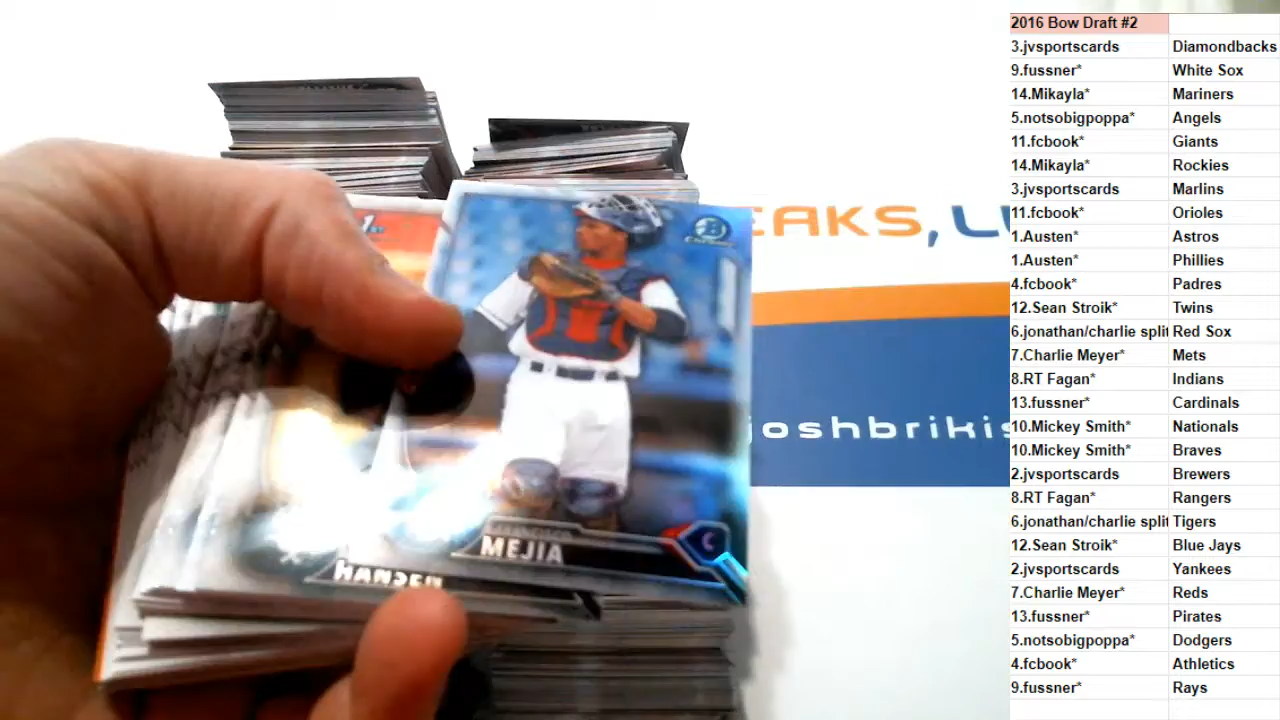 2016 Bow Draft #2
3.jvsportscards Diamondbacks
9.fussner* White Sox
14.Mikayla* Mariners
5.notsobigpoppa* Angels
11.fcbook* Giants
14.Mikayla* Rockies
3.jvsportscards Marlins
11.fcbook* Orioles
1.Austen* Astros
1.Austen* Phillies
4.fcbook* Padres
12.Sean Stroik* Twins
6.jonathan/charlie split Red Sox
7.Charlie Meyer* Mets
8.RT Fagan* Indians
13.fussner* Cardinals
10.Mickey Smith* Nationals
10.Mickey Smith* Braves
2.jvsportscards Brewers
8.RT Fagan* Rangers
6.jonathan/charlie split Tigers
12.Sean Stroik* Blue Jays
2.jvsportscards Yankees
7.Charlie Meyer* Reds
13.fussner* Pirates
5.notsobigpoppa* Dodgers
4.fcbook* Athletics
9.fussner* Rays
EAKS, L
joshbrikis
1st
B
MEJIA
C
HANSEN